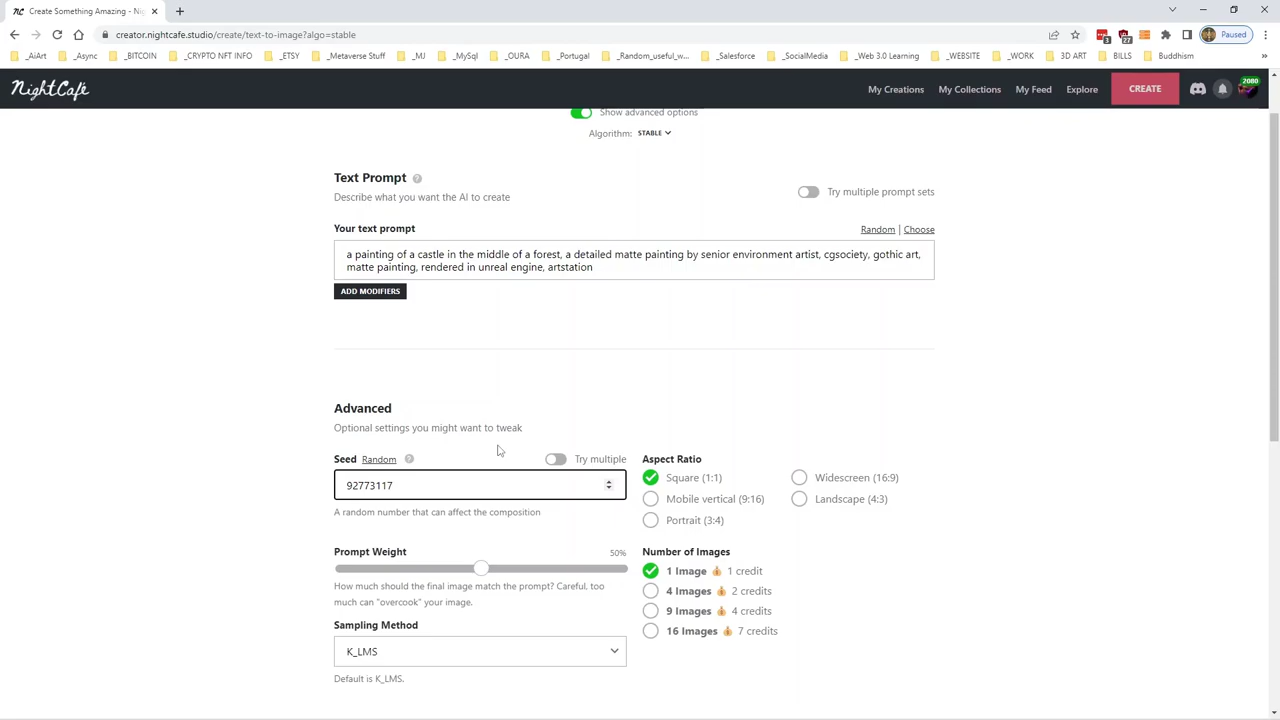 Create Something Amazing - Nig
creator.nightcafe.studio/create/text-to-image?algo=stable
3
27
Paused
_AiArt
_Async
_BITCOIN
_CRYPTO NFT INFO
_ETSY
_Metaverse Stuff
_MJ
_MySql
_OURA
_Portugal
_Random_useful_w...
_Salesforce
_SocialMedia
_Web 3.0 Learning
_WEBSITE
_WORK
3D ART
BILLS
Buddhism
»
NightCafe
My Creations
My Collections
My Feed
Explore
CREATE
2080
Show advanced options
Algorithm: STABLE
Text Prompt ?
Describe what you want the AI to create
Try multiple prompt sets
Your text prompt
Random | Choose
a painting of a castle in the middle of a forest, a detailed matte painting by senior environment artist, cgsociety, gothic art,
matte painting, rendered in unreal engine, artstation
ADD MODIFIERS
Advanced
Optional settings you might want to tweak
Seed Random ?
Try multiple
92773117
A random number that can affect the composition
Aspect Ratio
Square (1:1)
Widescreen (16:9)
Mobile vertical (9:16)
Landscape (4:3)
Portrait (3:4)
Prompt Weight
50%
How much should the final image match the prompt? Careful, too
much can "overcook" your image.
Number of Images
1 Image 1 credit
4 Images 2 credits
9 Images 4 credits
16 Images 7 credits
Sampling Method
K_LMS
Default is K_LMS.